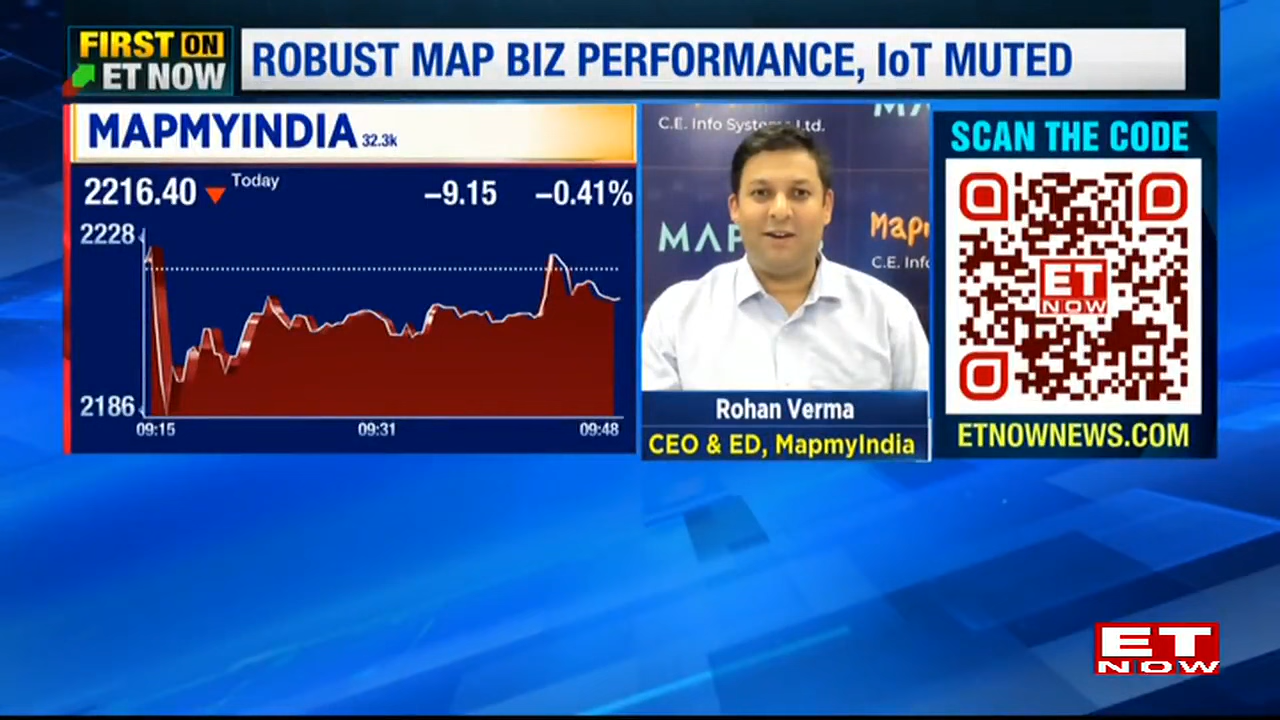 FIRST ON
ET NOW
ROBUST MAP BIZ PERFORMANCE, IoT MUTED
MAPMYINDIA 32.3k
2216.40 Today -9.15 -0.41%
2228
2186
09:15 09:31 09:48
C.E. Info Systems Ltd.
Rohan Verma
CEO & ED, MapmyIndia
SCAN THE CODE
ET
NOW
ETNOWNEWS.COM
ET
NOW